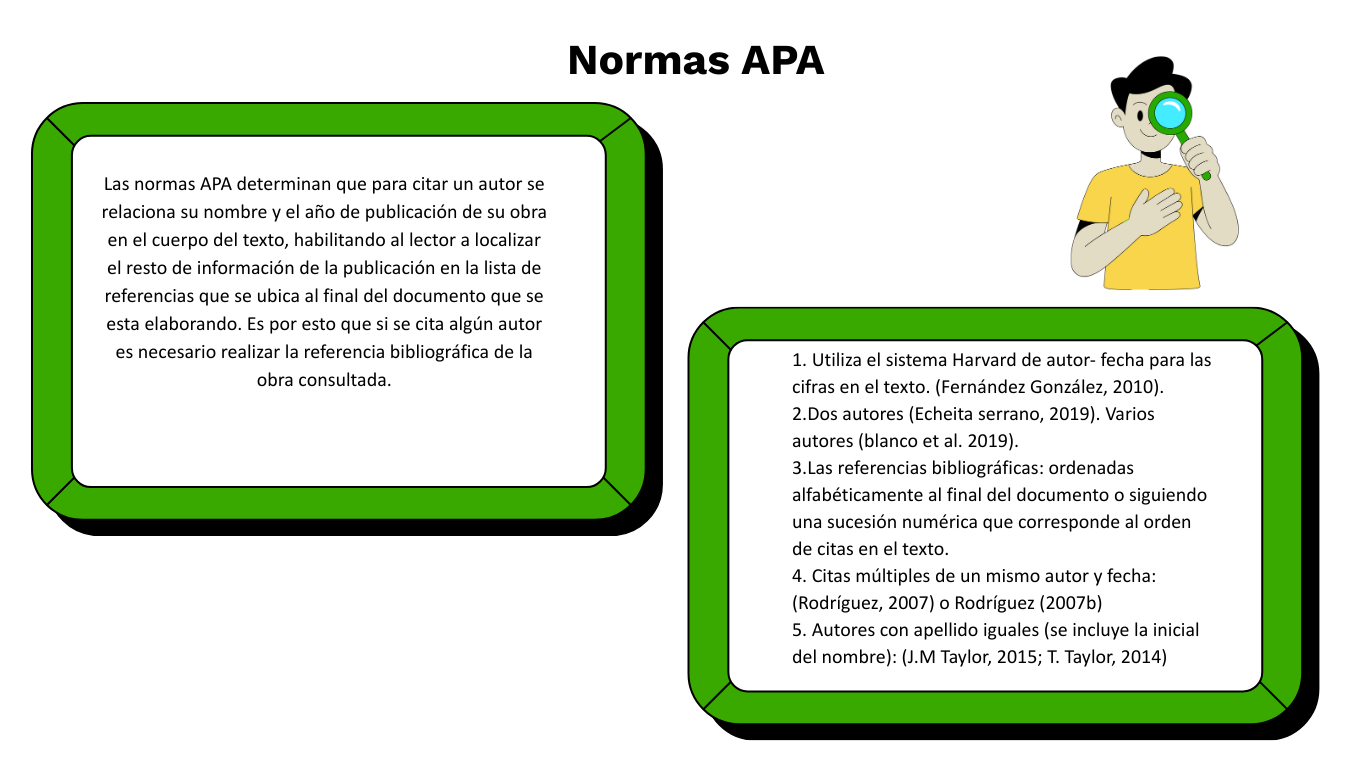 Normas APA
Las normas APA determinan que para citar un autor se
relaciona su nombre y el año de publicación de su obra
en el cuerpo del texto, habilitando al lector a localizar
el resto de información de la publicación en la lista de
referencias que se ubica al final del documento que se
esta elaborando. Es por esto que si se cita algún autor
es necesario realizar la referencia bibliográfica de la
obra consultada.
1. Utiliza el sistema Harvard de autor- fecha para las
cifras en el texto. (Fernández González, 2010).
2.Dos autores (Echeita serrano, 2019). Varios
autores (blanco et al. 2019).
3.Las referencias bibliográficas: ordenadas
alfabéticamente al final del documento o siguiendo
una sucesión numérica que corresponde al orden
de citas en el texto.
4. Citas múltiples de un mismo autor y fecha:
(Rodríguez, 2007) o Rodríguez (2007b)
5. Autores con apellido iguales (se incluye la inicial
del nombre): (J.M Taylor, 2015; T. Taylor, 2014)